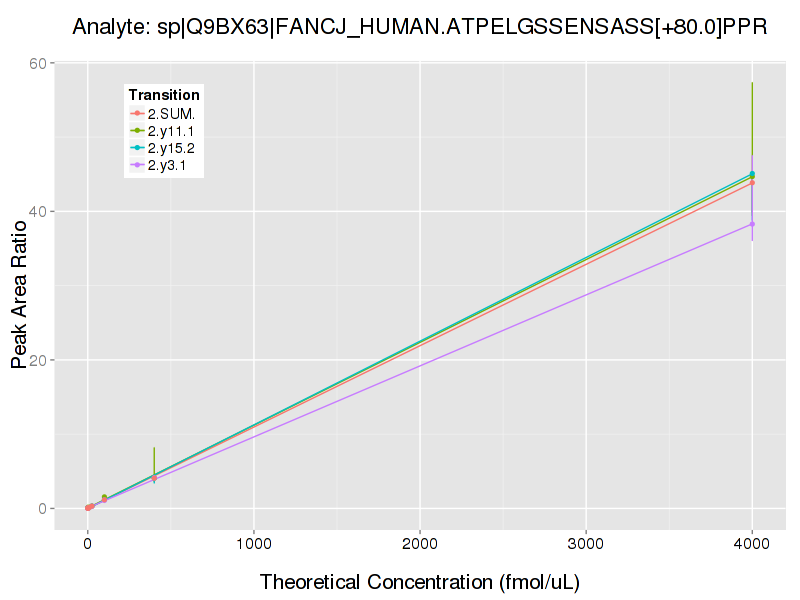 Analyte: sp|Q9BX63|FANCJ_HUMAN.ATPELGSSENSASS[+80.0]PPR
60
40
20
0
Transition
2.SUM.
2.y11.1
2.y15.2
2.y3.1
Peak Area Ratio
0 1000 2000 3000 4000
Theoretical Concentration (fmol/uL)